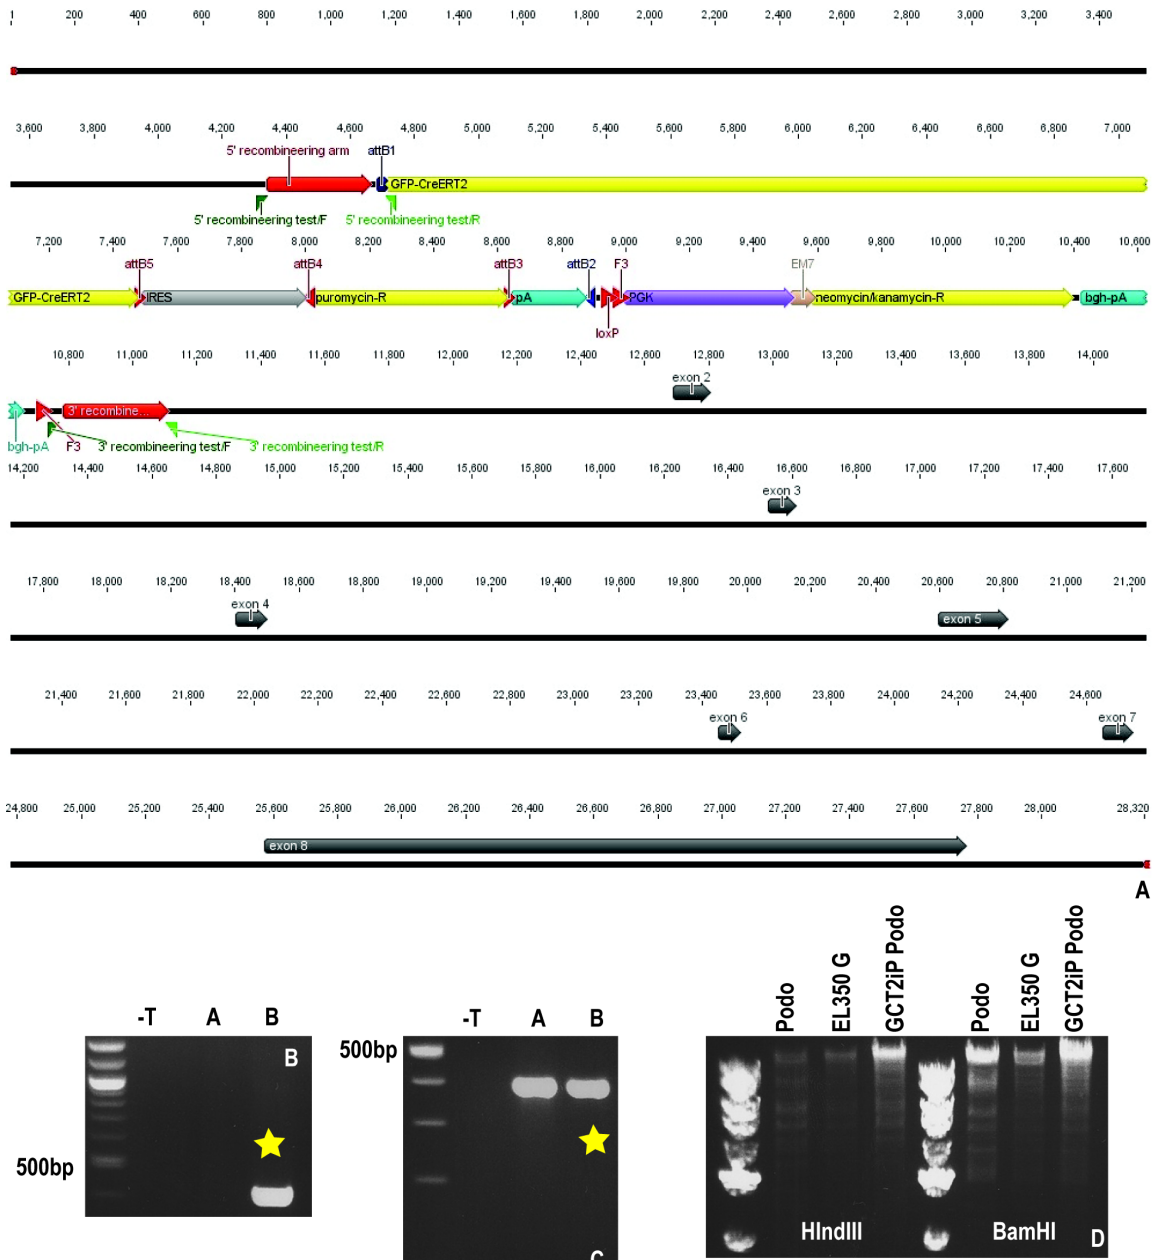 1 200 400 600 800 1,000 1,200 1,400 1,600 1,800 2,000 2,200 2,400 2,600 2,800 3,000 3,200 3,400
3,600 3,800 4,000 4,200 4,400 4,600 4,800 5,000 5,200 5,400 5,600 5,800 6,000 6,200 6,400 6,600 6,800 7,000
5' recombineering arm attB1
GFP-CreERT2
5' recombineering test/F 5' recombineering test/R
7,200 7,400 7,600 7,800 8,000 8,200 8,400 8,600 8,800 9,000 9,200 9,400 9,600 9,800 10,000 10,200 10,400 10,600
attB5 attB4 attB3 attB2 F3 EM7
GFP-CreERT2 IRES puromycin-R pA PGK neomycin/kanamycin-R bgh-pA
loxP
10,800 11,000 11,200 11,400 11,600 11,800 12,000 12,200 12,400 12,600 12,800 13,000 13,200 13,400 13,600 13,800 14,000
exon 2
3' recombine...
bgh-pA F3 3' recombineering test/F 3' recombineering test/R
14,200 14,400 14,600 14,800 15,000 15,200 15,400 15,600 15,800 16,000 16,200 16,400 16,600 16,800 17,000 17,200 17,400 17,600
exon 3
17,800 18,000 18,200 18,400 18,600 18,800 19,000 19,200 19,400 19,600 19,800 20,000 20,200 20,400 20,600 20,800 21,000 21,200
exon 4
exon 5
21,400 21,600 21,800 22,000 22,200 22,400 22,600 22,800 23,000 23,200 23,400 23,600 23,800 24,000 24,200 24,400 24,600
exon 6 exon 7
24,800 25,000 25,200 25,400 25,600 25,800 26,000 26,200 26,400 26,600 26,800 27,000 27,200 27,400 27,600 27,800 28,000 28,320
exon 8
A
-T A B
B
500bp
-T A B
500bp
C
Podo EL350 G GCT2iP Podo Podo EL350 G GCT2iP Podo
HIndIII BamHI D